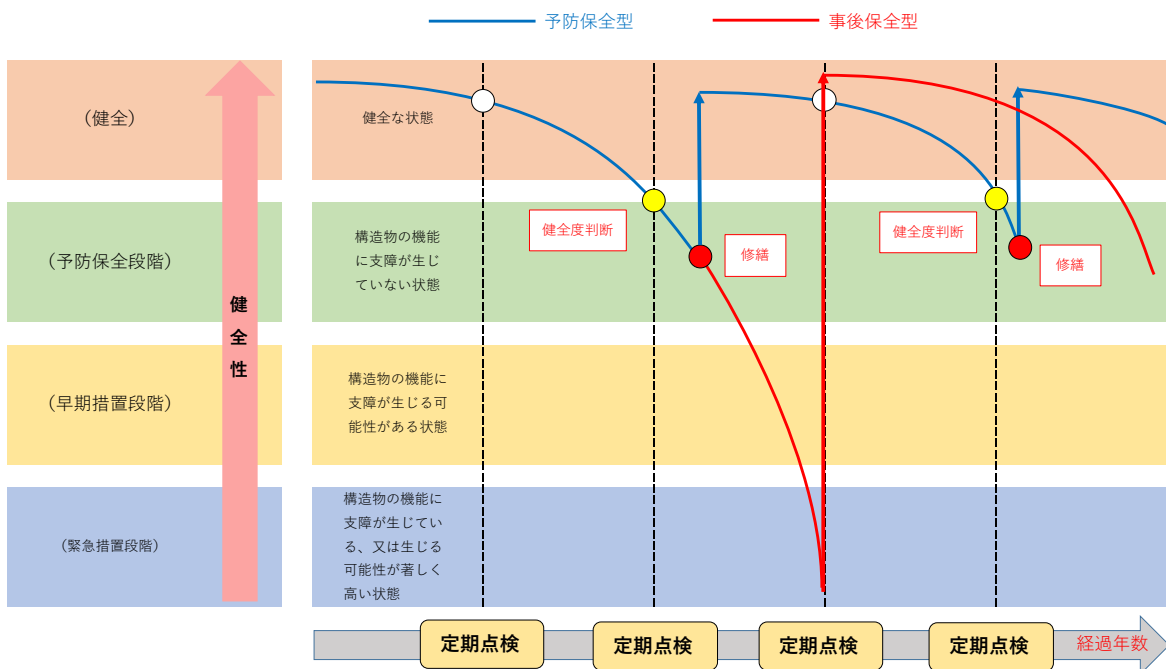 予防保全型
事後保全型
（健全）
健全な状態
（予防保全段階）
構造物の機能
に支障が生じ
ていない状態
健全度判断
修繕
健全度判断
修繕
健全性
（早期措置段階）
構造物の機能に
支障が生じる可
能性がある状態
（緊急措置段階）
構造物の機能に
支障が生じてい
る、又は生じる
可能性が著しく
高い状態
定期点検
定期点検
定期点検
定期点検
経過年数